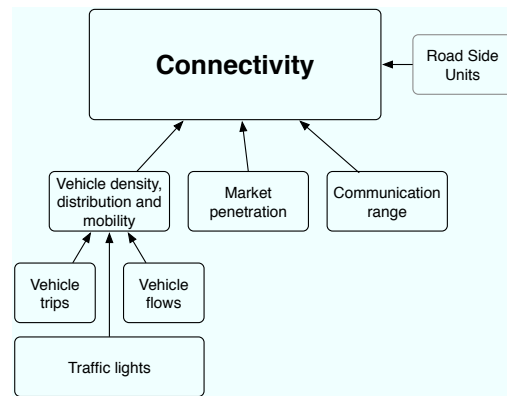 Connectivity
Road Side
Units
Vehicle density,
distribution and
mobility
Market
penetration
Communication
range
Vehicle
trips
Vehicle
flows
Traffic lights